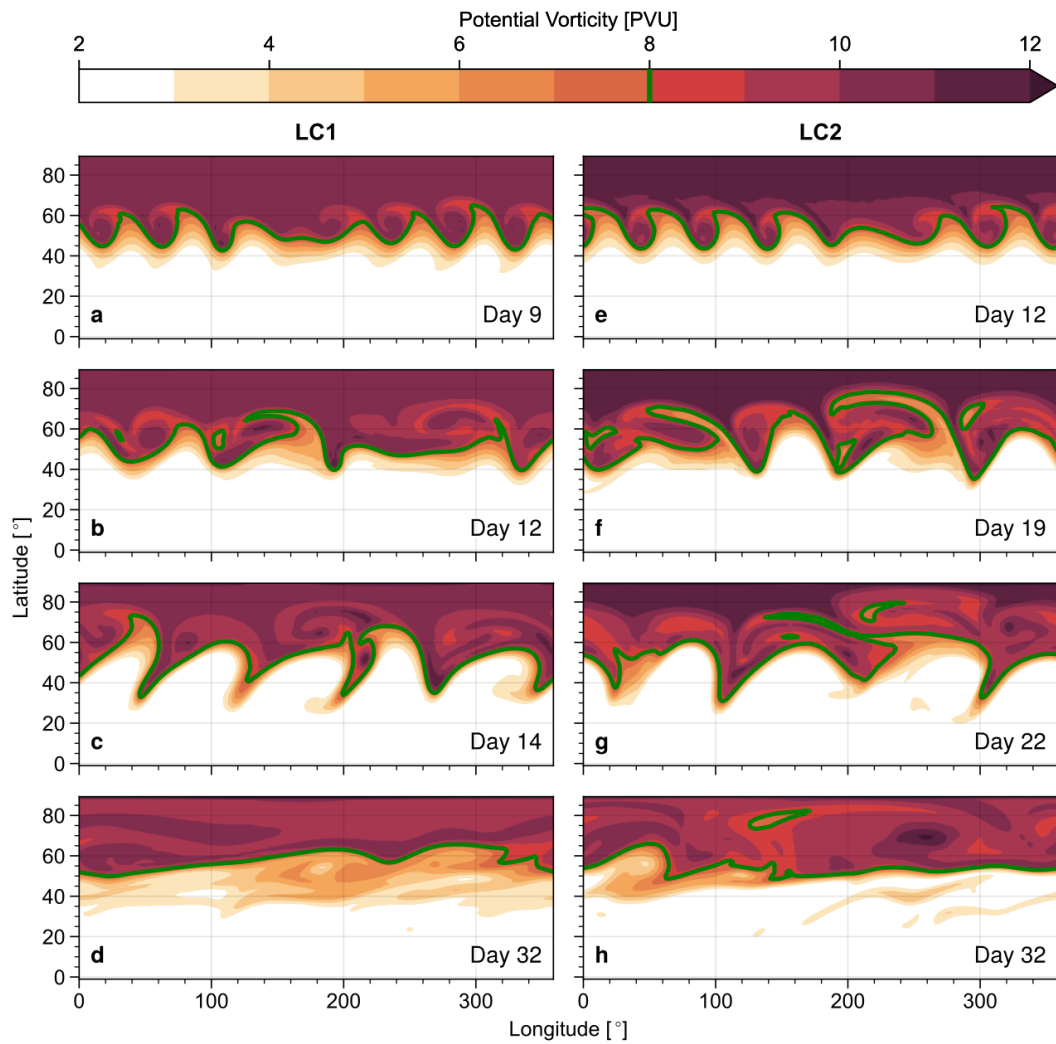 Potential Vorticity [PVU]
2 4 6 8 10 12
LC1 LC2
80
60
40
20
0
a Day 9
e Day 12
80
60
40
20
0
b Day 12
f Day 19
80
60
40
20
0
c Day 14
g Day 22
80
60
40
20
0
d Day 32
h Day 32
0 100 200 300
0 100 200 300
Latitude [°]
Longitude [°]